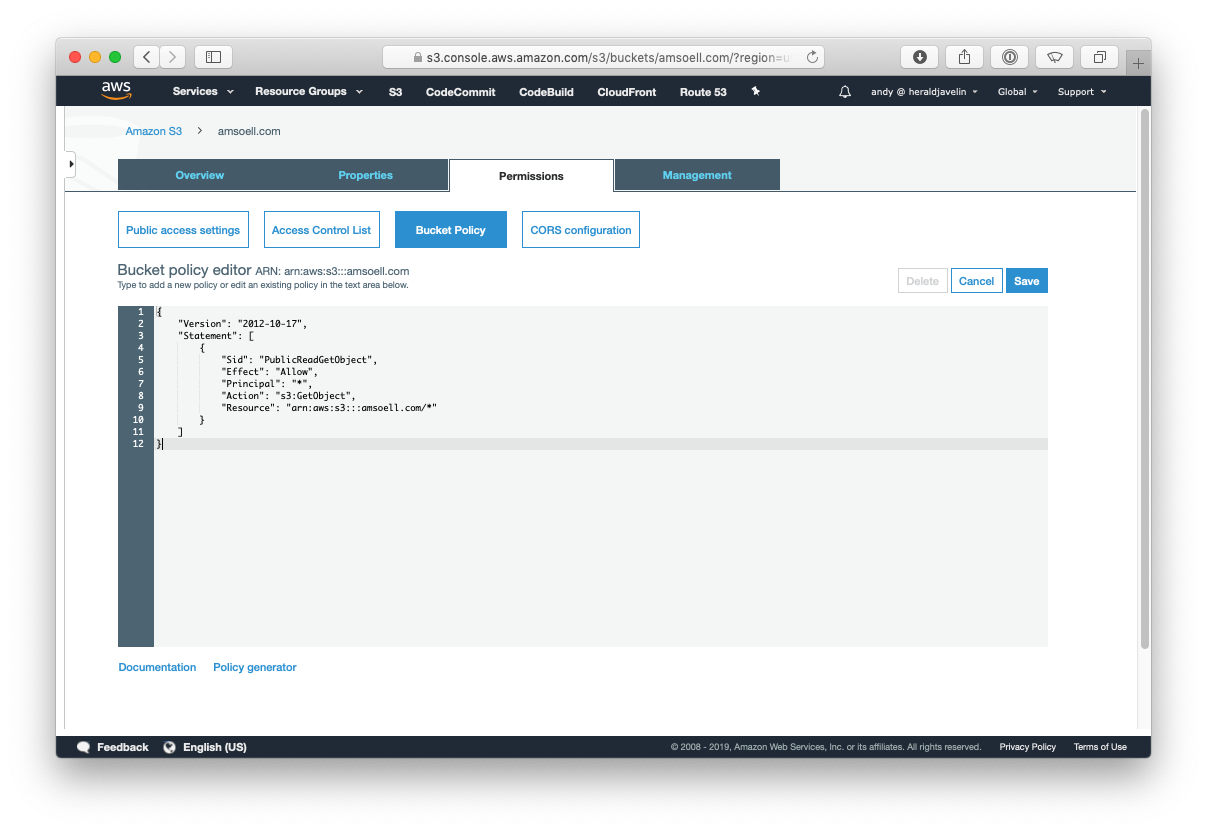 s3.console.aws.amazon.com/s3/buckets/amsoell.com/?region=u
aws Services Resource Groups S3 CodeCommit CodeBuild CloudFront Route 53 andy @ heraldjavelin Global Support
Amazon S3 amsoell.com
Overview Properties Permissions Management
Public access settings Access Control List Bucket Policy CORS configuration
Bucket policy editor ARN: arn:aws:s3:::amsoell.com
Type to add a new policy or edit an existing policy in the text area below.
Delete Cancel Save
1 {
2 "Version": "2012-10-17",
3 "Statement": [
4 {
5 "Sid": "PublicReadGetObject",
6 "Effect": "Allow",
7 "Principal": "*",
8 "Action": "s3:GetObject",
9 "Resource": "arn:aws:s3:::amsoell.com/*"
10 }
11 ]
12 }
Documentation Policy generator
Feedback English (US) © 2008 - 2019, Amazon Web Services, Inc. or its affiliates. All rights reserved. Privacy Policy Terms of Use